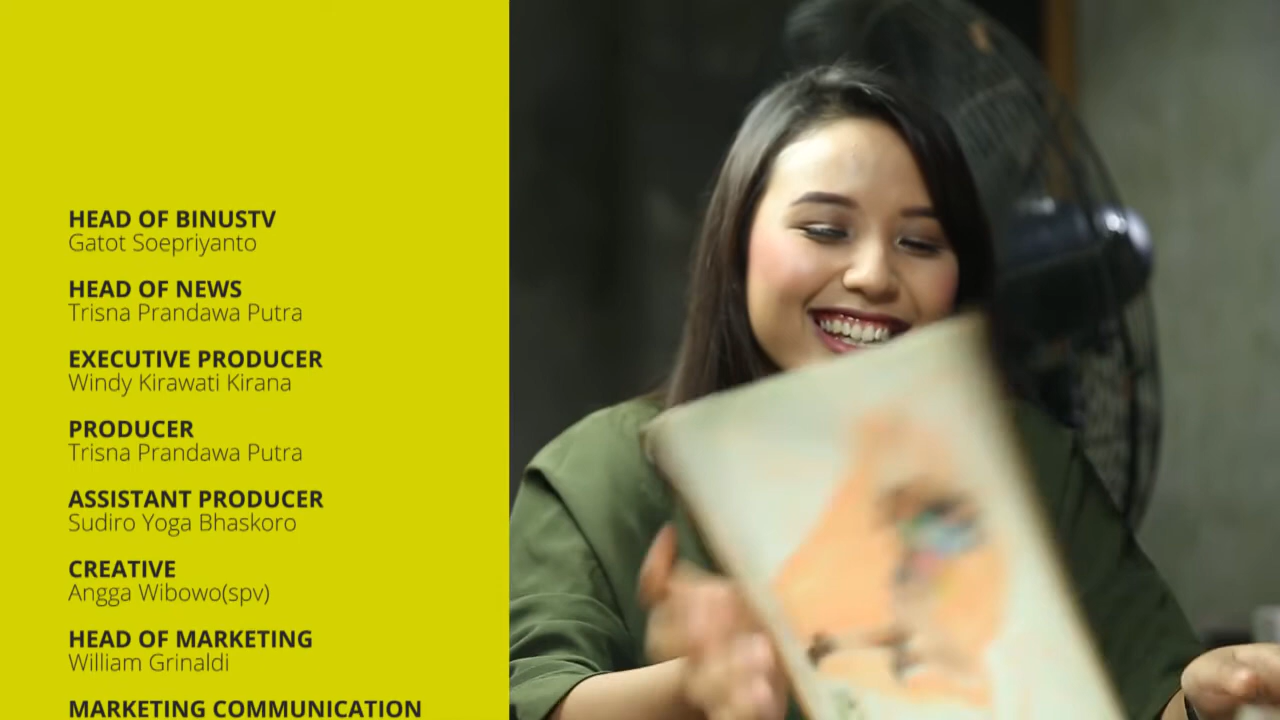 HEAD OF BINUSTV
Gatot Soepriyanto
HEAD OF NEWS
Trisna Prandawa Putra
EXECUTIVE PRODUCER
Windy Kirawati Kirana
PRODUCER
Trisna Prandawa Putra
ASSISTANT PRODUCER
Sudiro Yoga Bhaskoro
CREATIVE
Angga Wibowo(spv)
HEAD OF MARKETING
William Grinaldi
MARKETING COMMUNICATION